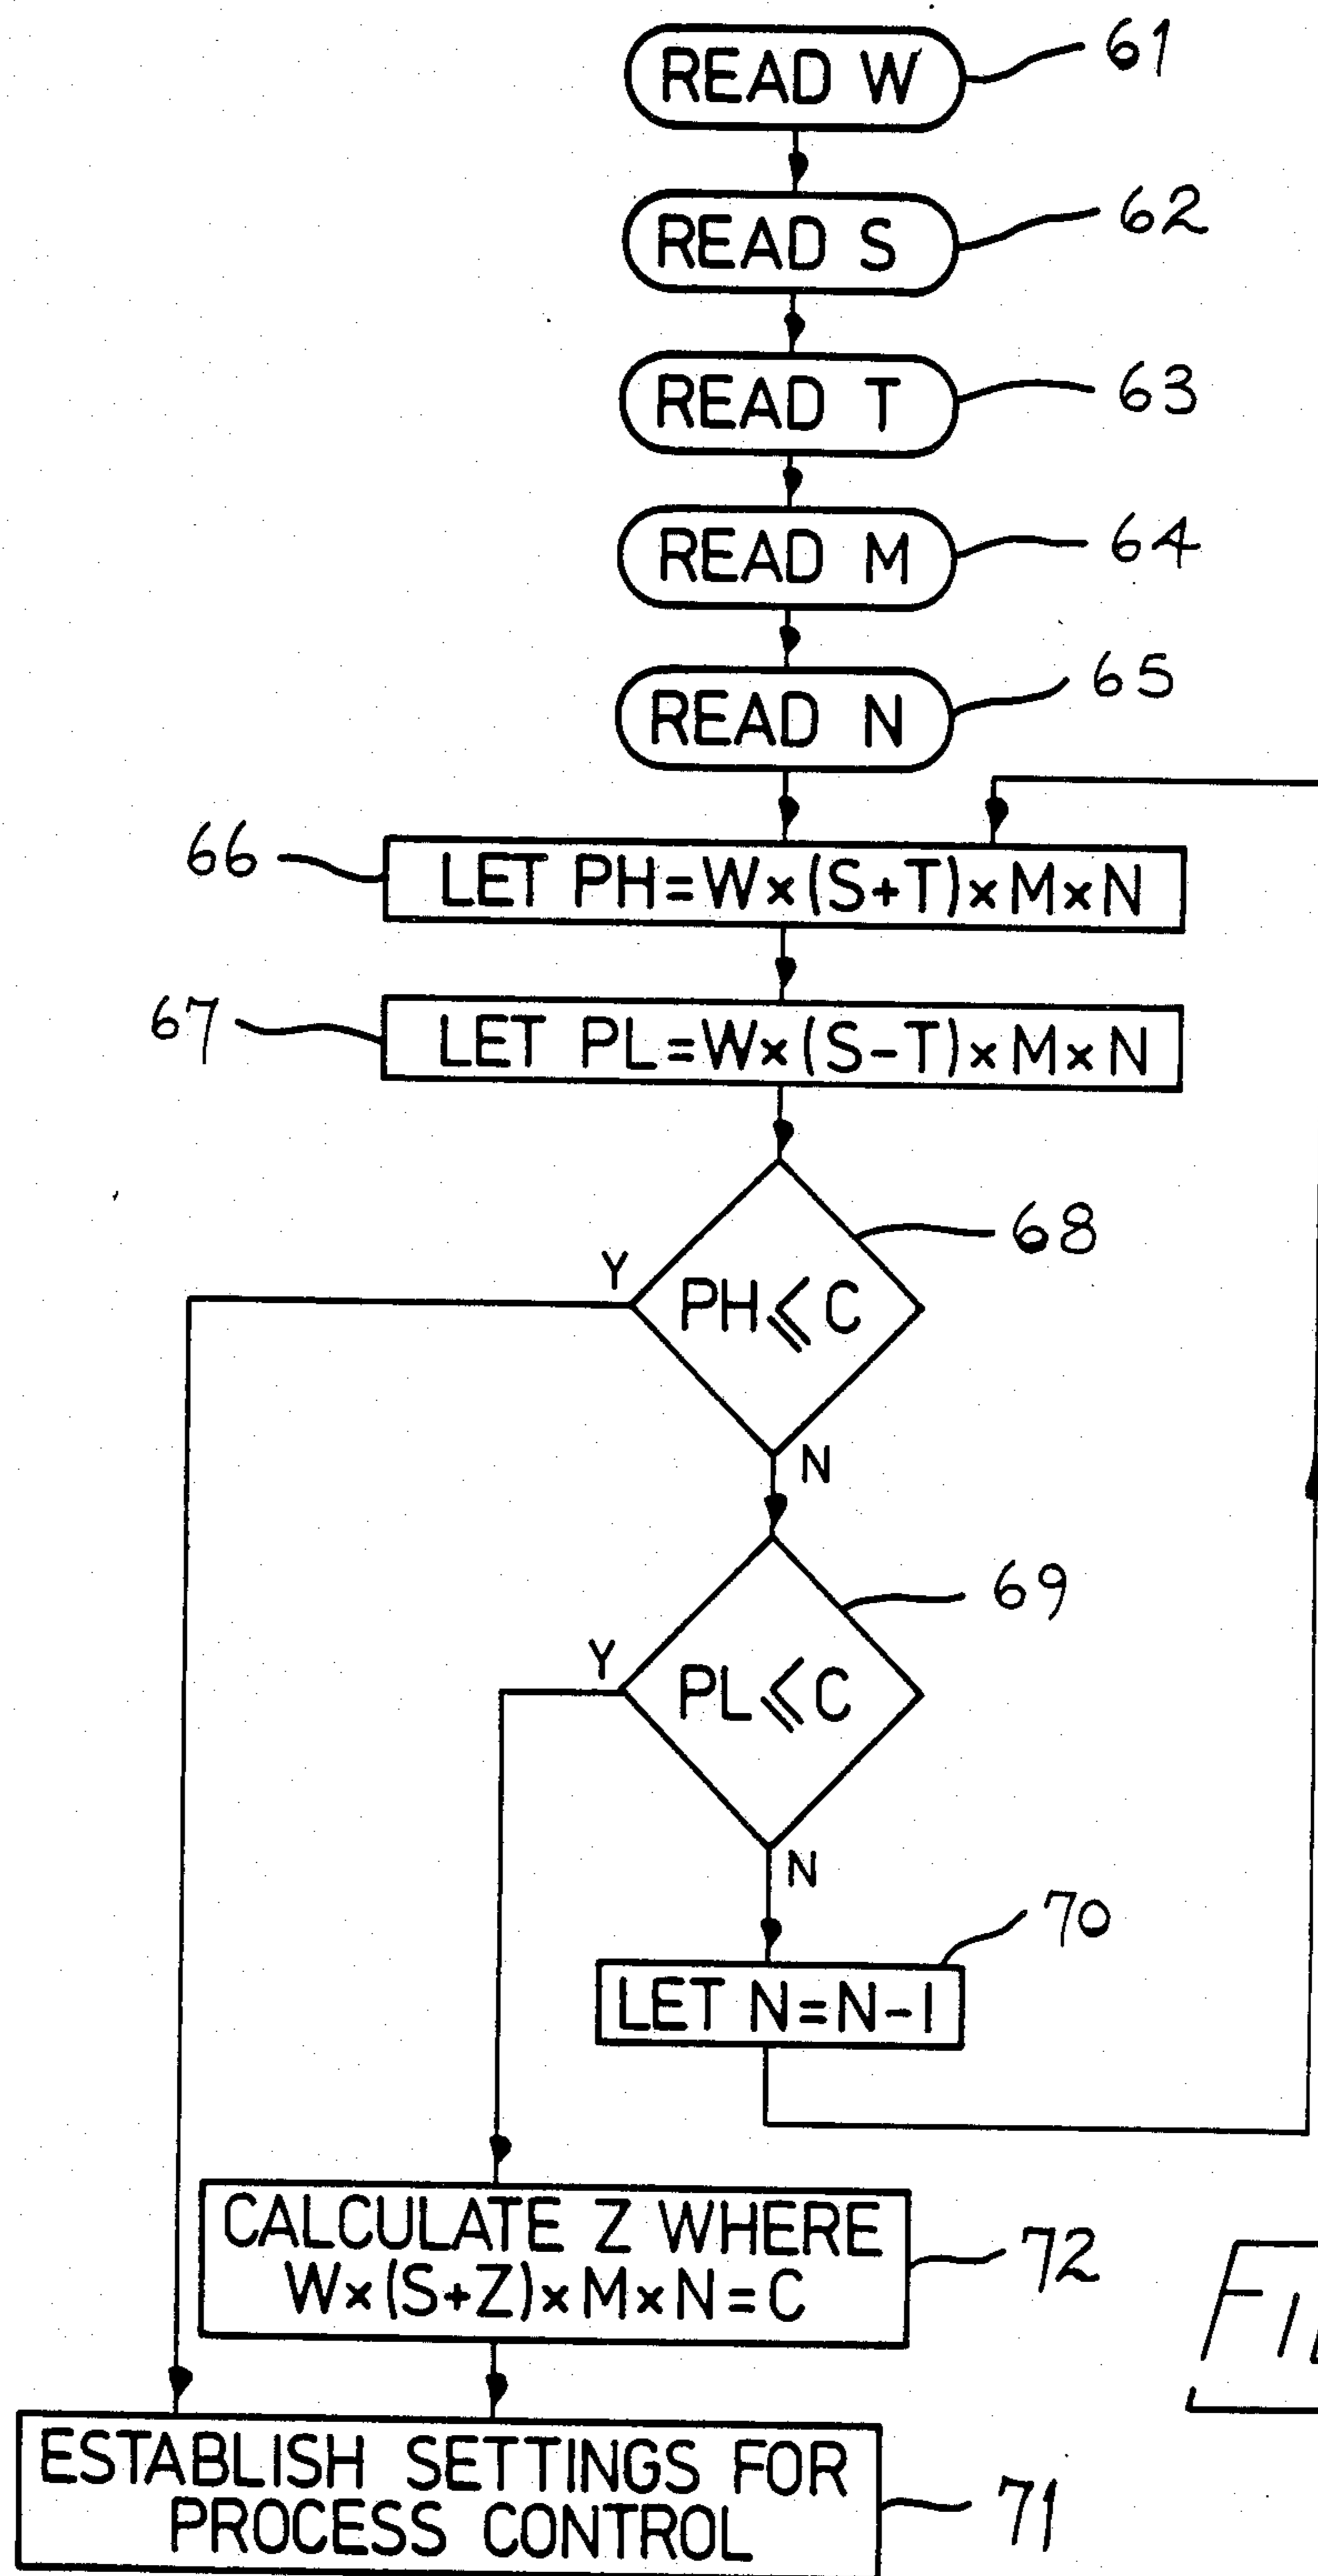 READ W
61
READ S
62
READ T
63
READ M
64
READ N
65
66
LET PH=W×(S+T)×M×N
67
LET PL=W×(S-T)×M×N
68
Y
PH⩽C
N
69
Y
PL⩽C
N
70
LET N=N-1
CALCULATE Z WHERE
W×(S+Z)×M×N=C
72
ESTABLISH SETTINGS FOR
PROCESS CONTROL
71